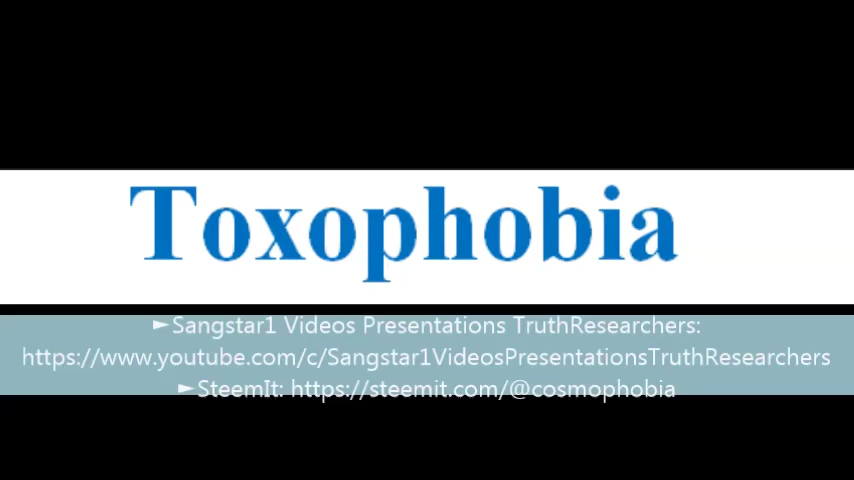 Toxophobia
►Sangstar1 Videos Presentations TruthResearchers:
https://www.youtube.com/c/Sangstar1VideosPresentationsTruthResearchers
►SteemIt: https://steemit.com/@cosmophobia